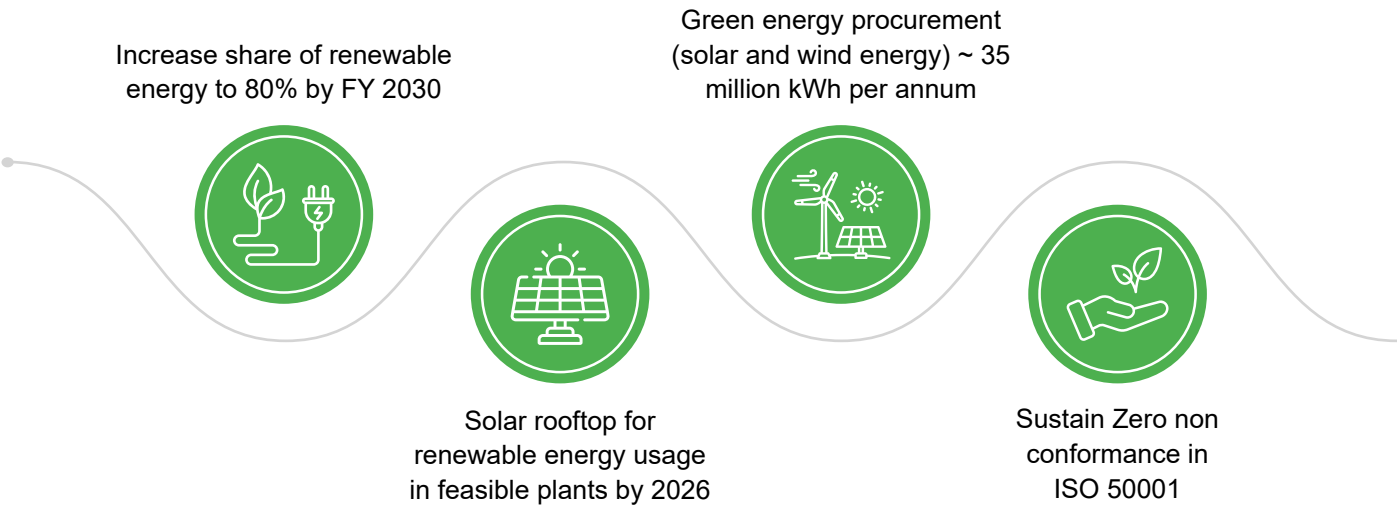 Increase share of renewable
energy to 80% by FY 2030
Solar rooftop for
renewable energy usage
in feasible plants by 2026
Green energy procurement
(solar and wind energy) ~ 35
million kWh per annum
Sustain Zero non
conformance in
ISO 50001